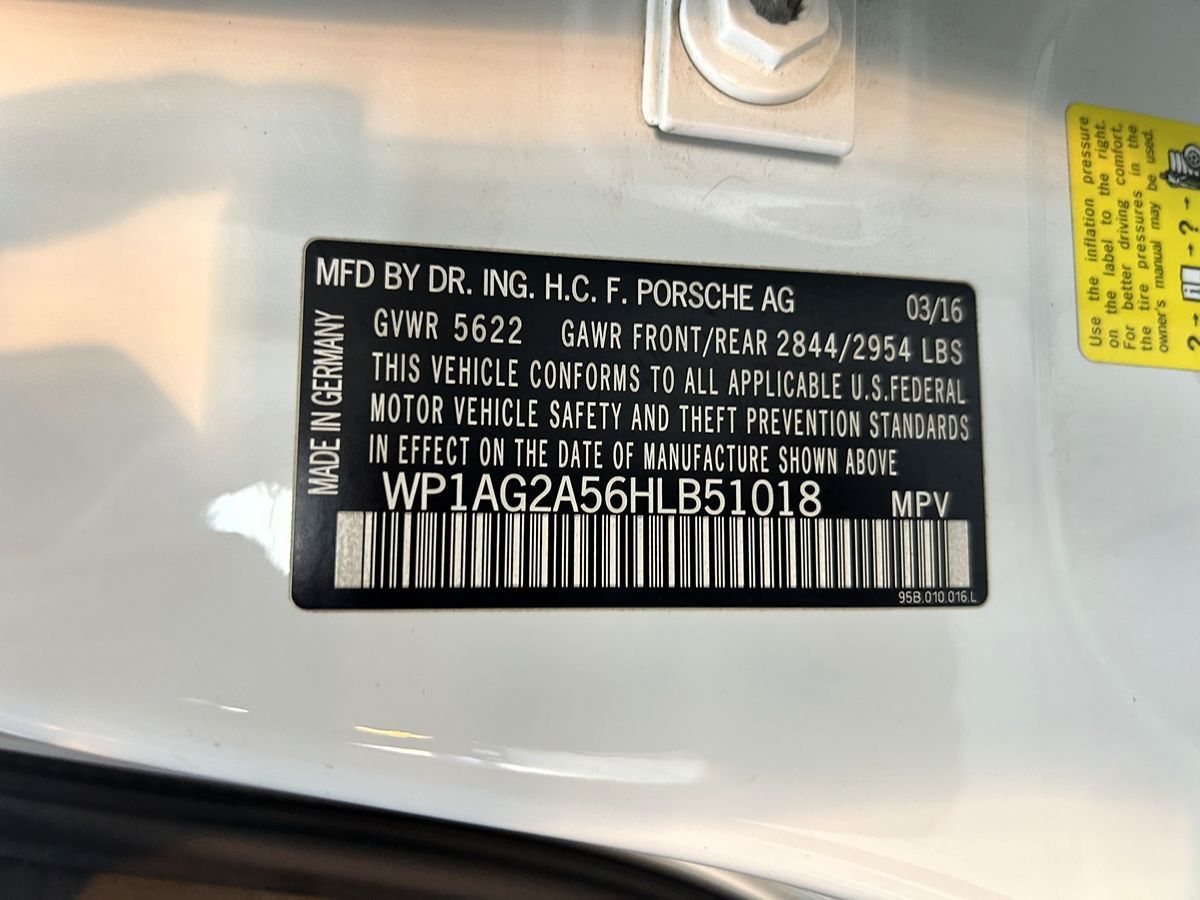 MFD BY DR. ING. H.C. F. PORSCHE AG 03/16
MADE IN GERMANY
GVWR 5622 GAWR FRONT/REAR 2844/2954 LBS
THIS VEHICLE CONFORMS TO ALL APPLICABLE U.S.FEDERAL
MOTOR VEHICLE SAFETY AND THEFT PREVENTION STANDARDS
IN EFFECT ON THE DATE OF MANUFACTURE SHOWN ABOVE
WP1AG2A56HLB51018 MPV
95B.010.016.L
Use the inflation pressure
on the label to the right.
For better driving comfort,
the tire pressures in the
owner's manual may be used.
? → → ? →